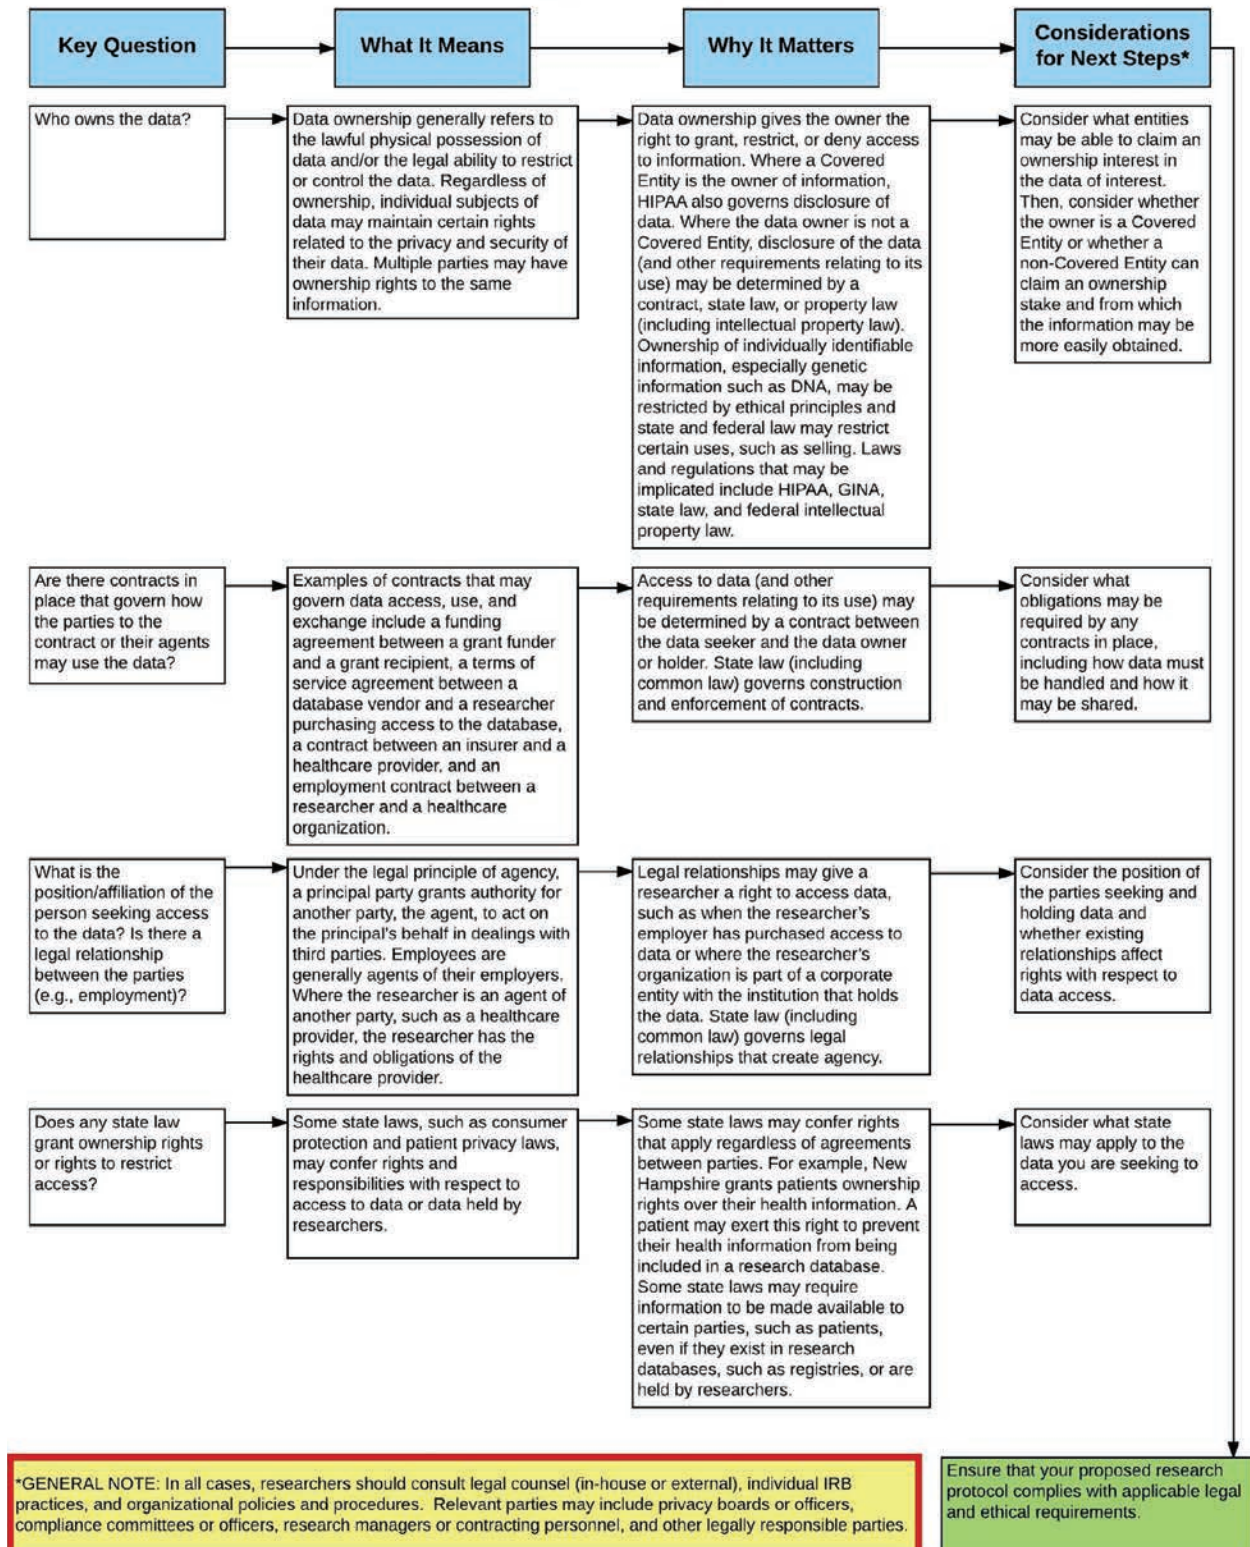 Key Question
What It Means
Why It Matters
Considerations
for Next Steps*
Who owns the data?
Data ownership generally refers to
the lawful physical possession of
data and/or the legal ability to restrict
or control the data. Regardless of
ownership, individual subjects of
data may maintain certain rights
related to the privacy and security of
their data. Multiple parties may have
ownership rights to the same
information.
Data ownership gives the owner the
right to grant, restrict, or deny access
to information. Where a Covered
Entity is the owner of information,
HIPAA also governs disclosure of
data. Where the data owner is not a
Covered Entity, disclosure of the data
(and other requirements relating to its
use) may be determined by a
contract, state law, or property law
(including intellectual property law).
Ownership of individually identifiable
information, especially genetic
information such as DNA, may be
restricted by ethical principles and
state and federal law may restrict
certain uses, such as selling. Laws
and regulations that may be
implicated include HIPAA, GINA,
state law, and federal intellectual
property law.
Consider what entities
may be able to claim an
ownership interest in
the data of interest.
Then, consider whether
the owner is a Covered
Entity or whether a
non-Covered Entity can
claim an ownership
stake and from which
the information may be
more easily obtained.
Are there contracts in
place that govern how
the parties to the
contract or their agents
may use the data?
Examples of contracts that may
govern data access, use, and
exchange include a funding
agreement between a grant funder
and a grant recipient, a terms of
service agreement between a
database vendor and a researcher
purchasing access to the database,
a contract between an insurer and a
healthcare provider, and an
employment contract between a
researcher and a healthcare
organization.
Access to data (and other
requirements relating to its use) may
be determined by a contract between
the data seeker and the data owner
or holder. State law (including
common law) governs construction
and enforcement of contracts.
Consider what
obligations may be
required by any
contracts in place,
including how data must
be handled and how it
may be shared.
What is the
position/affiliation of the
person seeking access
to the data? Is there a
legal relationship
between the parties
(e.g., employment)?
Under the legal principle of agency,
a principal party grants authority for
another party, the agent, to act on
the principal's behalf in dealings with
third parties. Employees are
generally agents of their employers.
Where the researcher is an agent of
another party, such as a healthcare
provider, the researcher has the
rights and obligations of the
healthcare provider.
Legal relationships may give a
researcher a right to access data,
such as when the researcher's
employer has purchased access to
data or where the researcher's
organization is part of a corporate
entity with the institution that holds
the data. State law (including
common law) governs legal
relationships that create agency.
Consider the position of
the parties seeking and
holding data and
whether existing
relationships affect
rights with respect to
data access.
Does any state law
grant ownership rights
or rights to restrict
access?
Some state laws, such as consumer
protection and patient privacy laws,
may confer rights and
responsibilities with respect to
access to data or data held by
researchers.
Some state laws may confer rights
that apply regardless of agreements
between parties. For example, New
Hampshire grants patients ownership
rights over their health information. A
patient may exert this right to prevent
their health information from being
included in a research database.
Some state laws may require
information to be made available to
certain parties, such as patients,
even if they exist in research
databases, such as registries, or are
held by researchers.
Consider what state
laws may apply to the
data you are seeking to
access.
*GENERAL NOTE: In all cases, researchers should consult legal counsel (in-house or external), individual IRB
practices, and organizational policies and procedures. Relevant parties may include privacy boards or officers,
compliance committees or officers, research managers or contracting personnel, and other legally responsible parties.
Ensure that your proposed research
protocol complies with applicable legal
and ethical requirements.